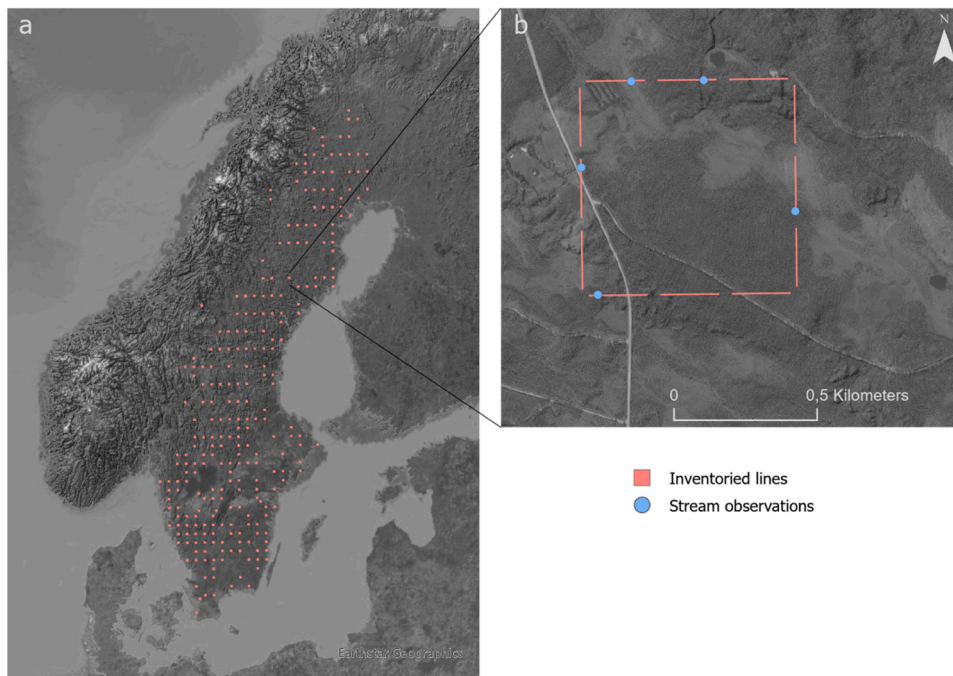 a
b
N
0
0,5 Kilometers
Inventoried lines
Stream observations
Earthstar Geographics